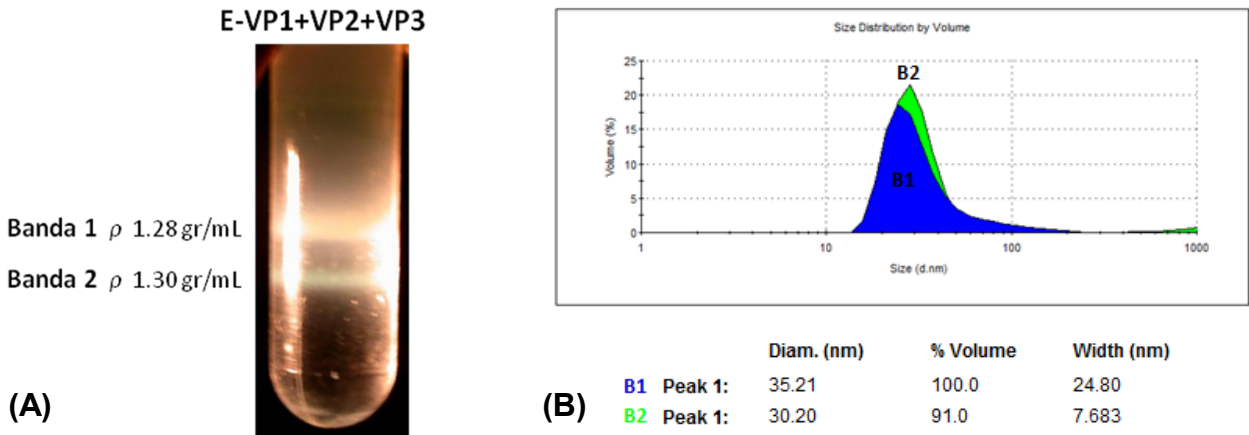 E-VP1+VP2+VP3
Banda 1 ρ 1.28 gr/mL
Banda 2 ρ 1.30 gr/mL
(A)
Size Distribution by Volume
Volume (%)
25
20
15
10
5
0
B2
B1
1 10 100 1000
Size (d.nm)
Diam. (nm) % Volume Width (nm)
B1 Peak 1: 35.21 100.0 24.80
B2 Peak 1: 30.20 91.0 7.683
(B)